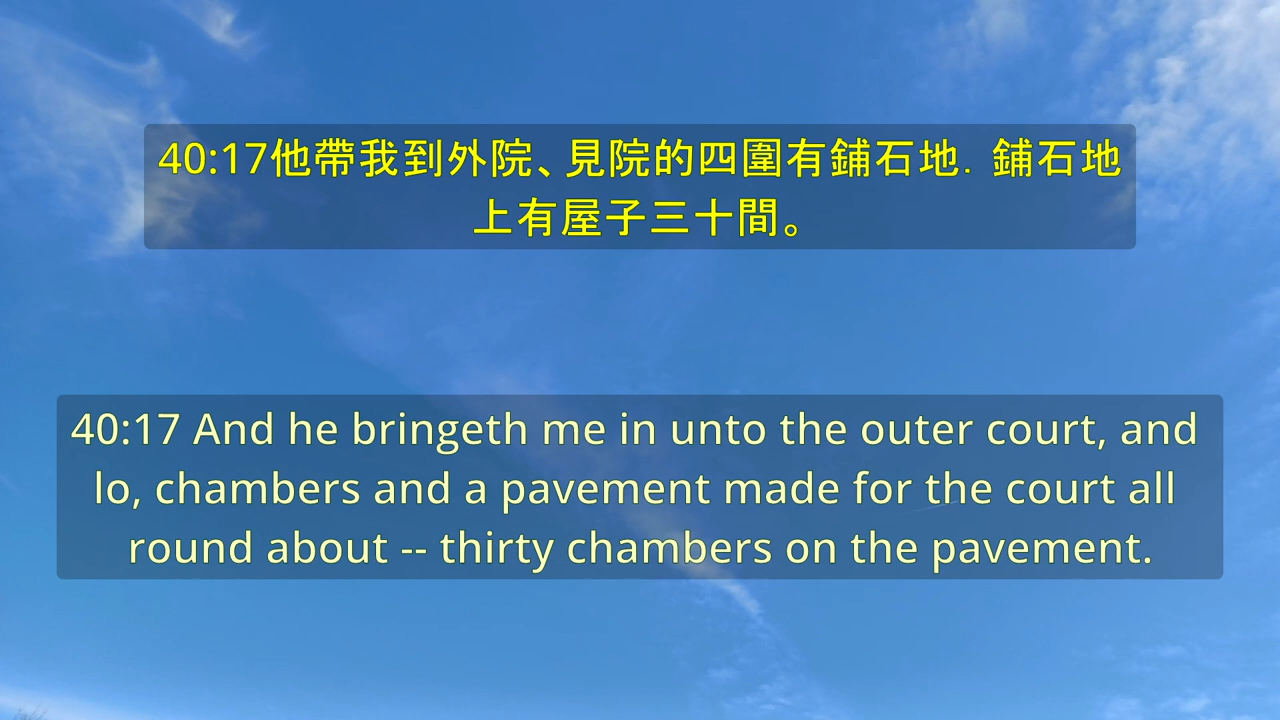 40:17他帶我到外院、見院的四圍有鋪石地．鋪石地
上有屋子三十間。
40:17 And he bringeth me in unto the outer court, and
lo, chambers and a pavement made for the court all
round about -- thirty chambers on the pavement.